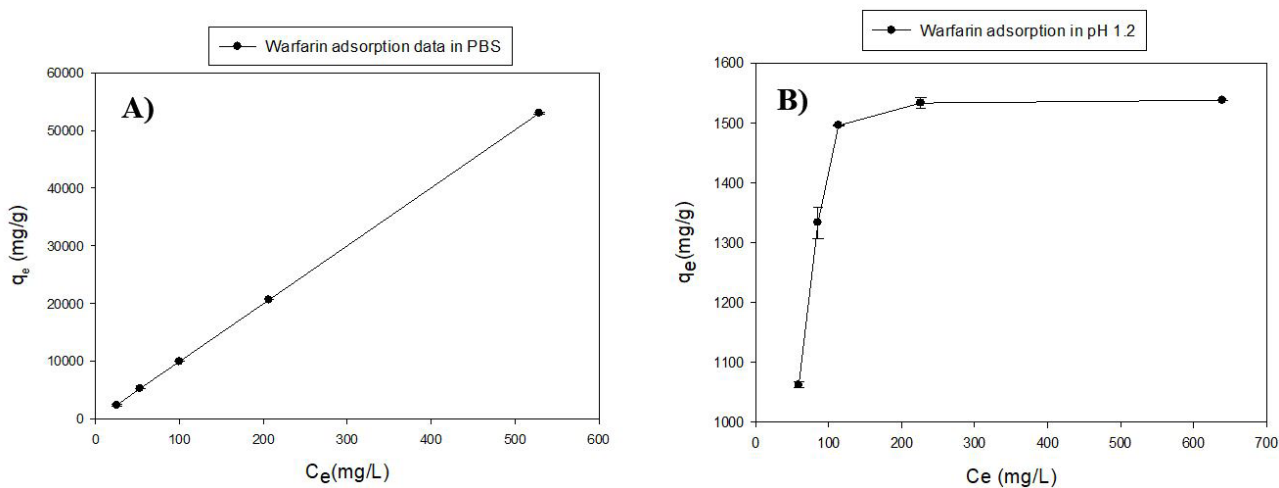 Warfarin adsorption data in PBS
A)
60000
50000
40000
30000
20000
10000
0
qe (mg/g)
0 100 200 300 400 500 600
Ce(mg/L)
Warfarin adsorption in pH 1.2
B)
1600
1500
1400
1300
1200
1100
1000
qe(mg/g)
0 100 200 300 400 500 600 700
Ce (mg/L)